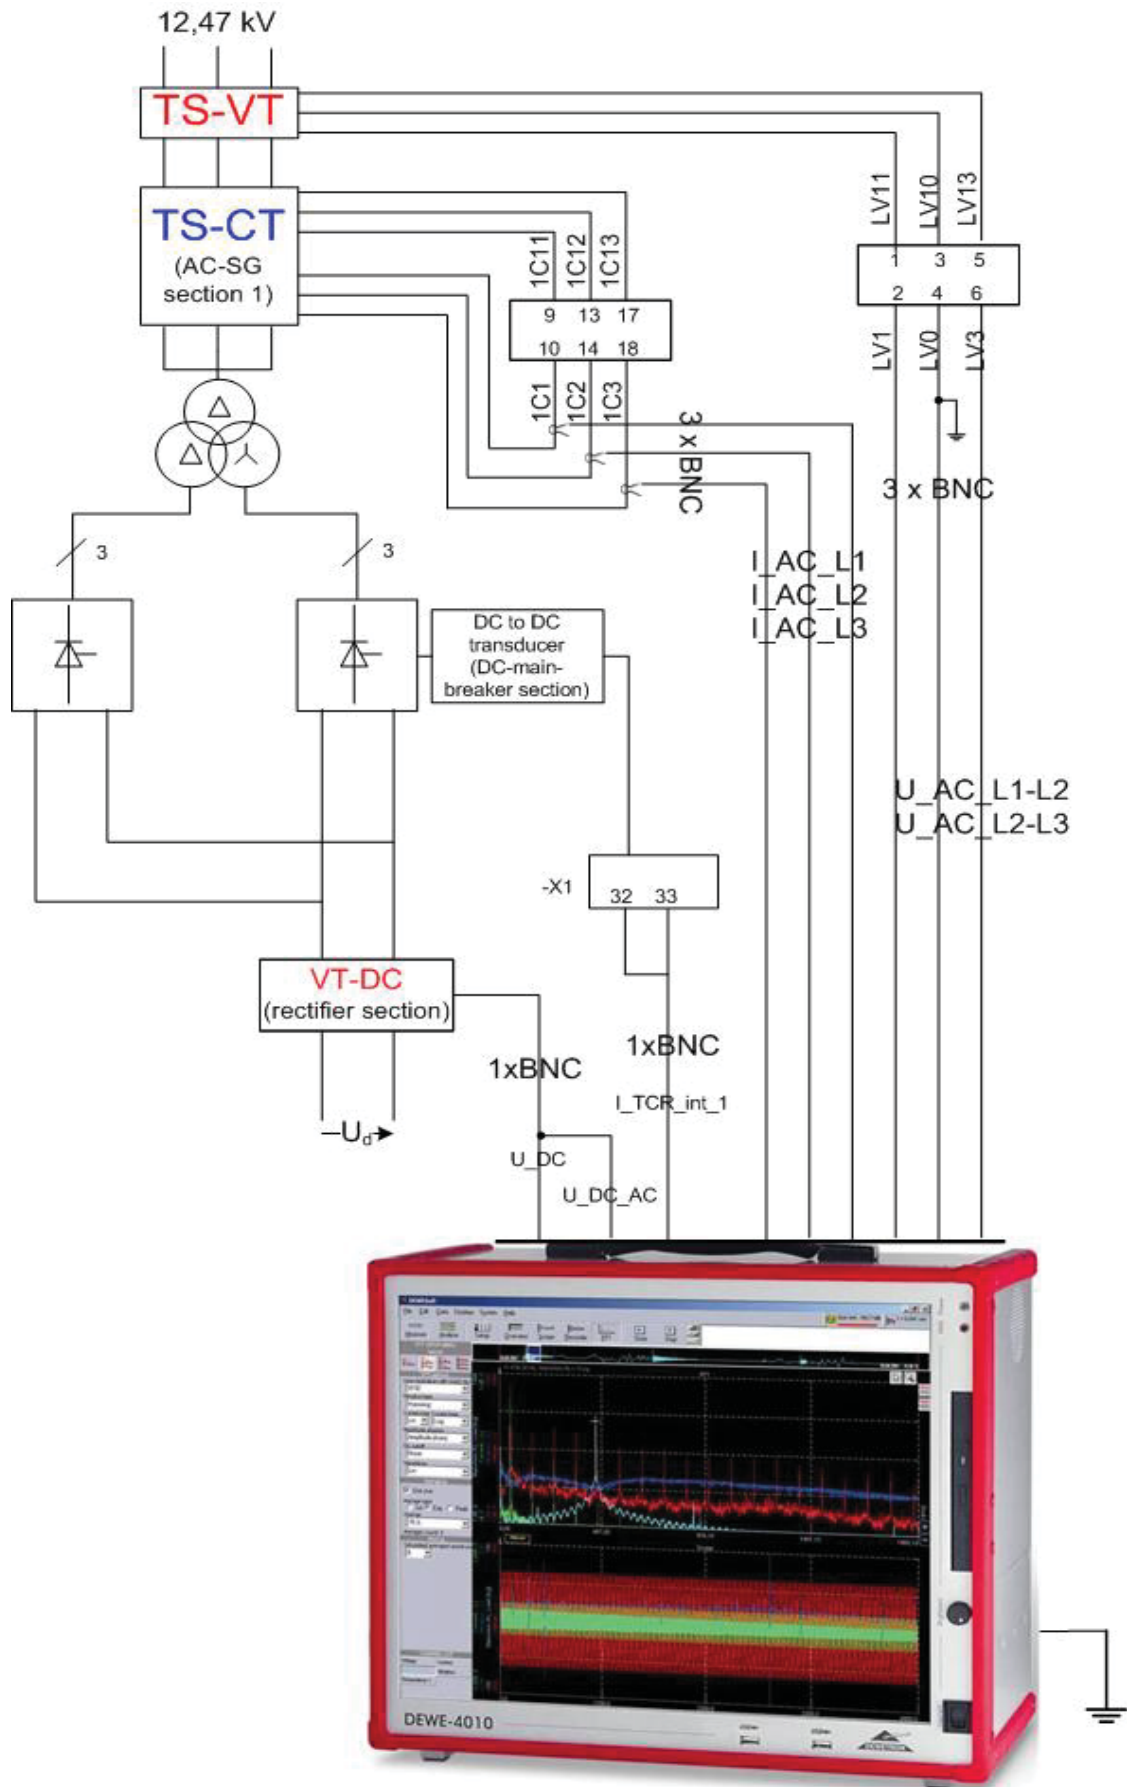 12,47 kV
TS-VT
TS-CT
(AC-SG
section 1)
1C11
1C12
1C13
9 13 17
10 14 18
1C1
1C2
1C3
3 x BNC
LV11
LV10
LV13
1 3 5
2 4 6
LV1
LV0
LV3
3 x BNC
3
3
I_AC_L1
I_AC_L2
I_AC_L3
DC to DC
transducer
(DC-main-
breaker section)
U_AC_L1-L2
U_AC_L2-L3
-X1
32 33
VT-DC
(rectifier section)
1xBNC
1xBNC
I_TCR_int_1
U_d
U_DC
U_DC_AC
DEWE-4010